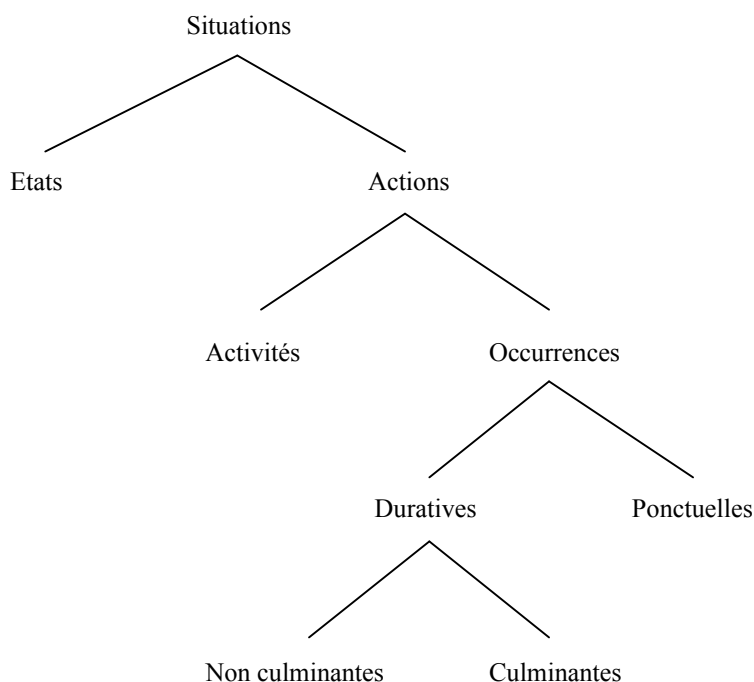 Situations
Etats Actions
Activités Occurrences
Duratives Ponctuelles
Non culminantes Culminantes